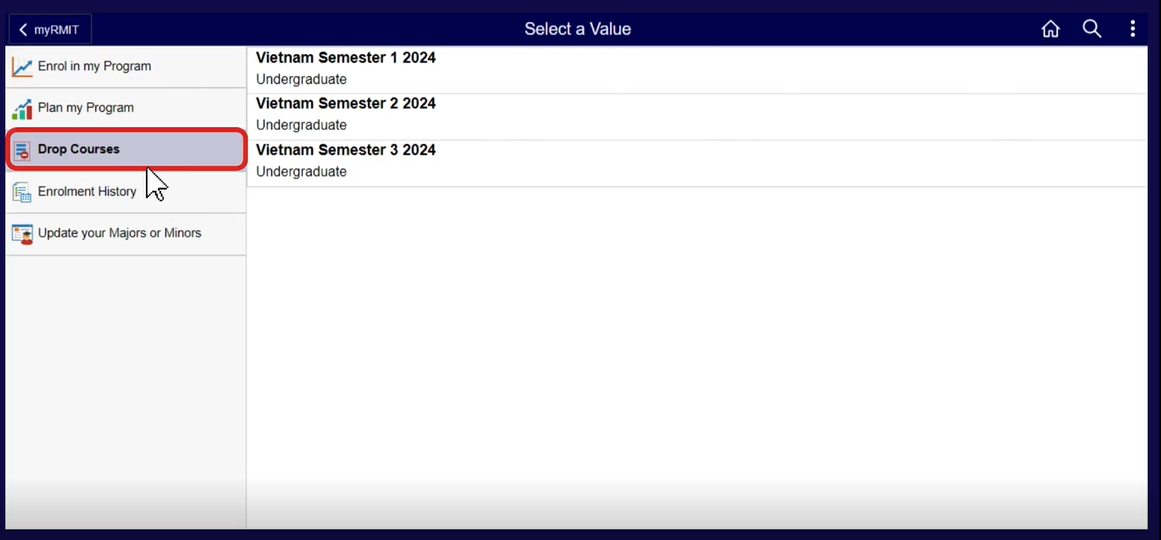 myRMIT
Select a Value
Enrol in my Program
Plan my Program
Drop Courses
Enrolment History
Update your Majors or Minors
Vietnam Semester 1 2024
Undergraduate
Vietnam Semester 2 2024
Undergraduate
Vietnam Semester 3 2024
Undergraduate